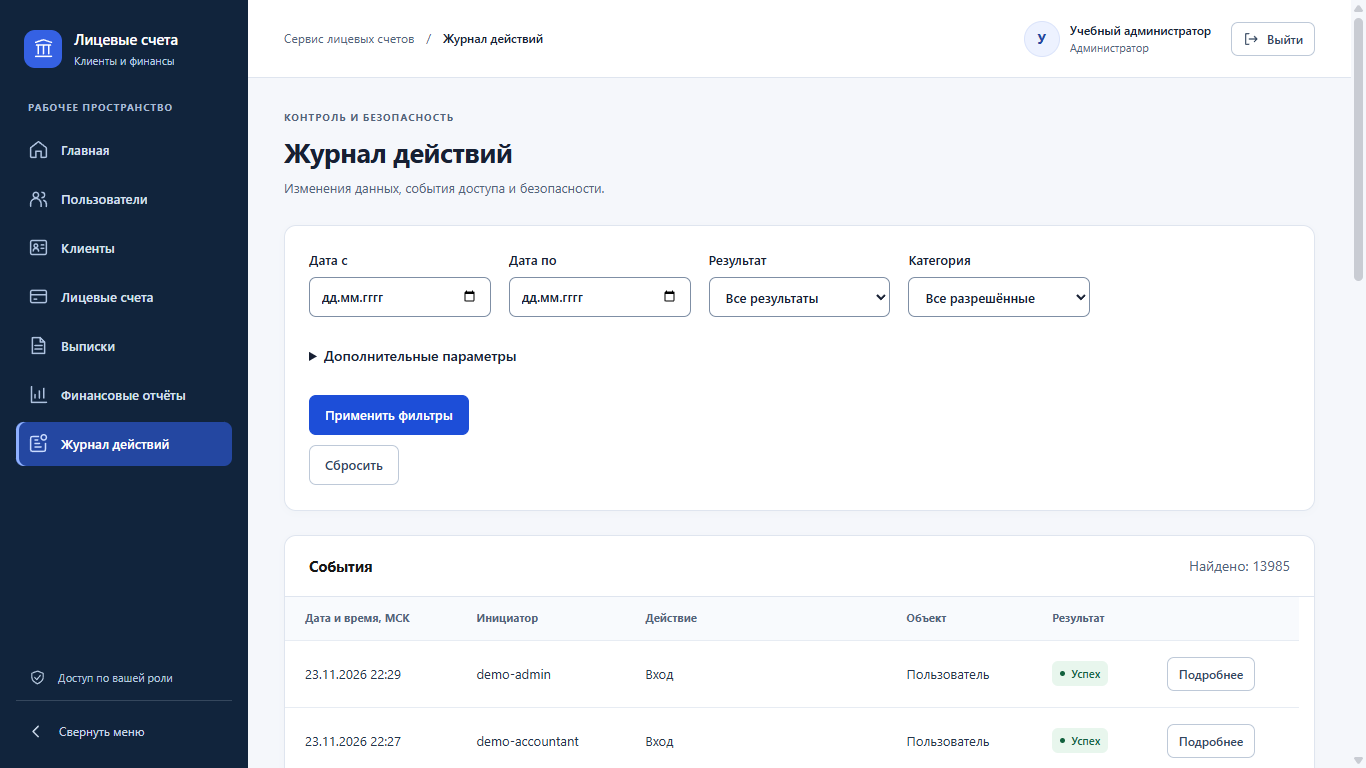 Лицевые счета
Клиенты и финансы
РАБОЧЕЕ ПРОСТРАНСТВО
Главная
Пользователи
Клиенты
Лицевые счета
Выписки
Финансовые отчёты
Журнал действий
Доступ по вашей роли
Свернуть меню
Сервис лицевых счетов / Журнал действий
У
Учебный администратор
Администратор
Выйти
КОНТРОЛЬ И БЕЗОПАСНОСТЬ
Журнал действий
Изменения данных, события доступа и безопасности.
Дата с Дата по Результат Категория
дд.мм.гггг дд.мм.гггг Все результаты Все разрешённые
Дополнительные параметры
Применить фильтры
Сбросить
События Найдено: 13985
Дата и время, МСК Инициатор Действие Объект Результат
23.11.2026 22:29 demo-admin Вход Пользователь Успех Подробнее
23.11.2026 22:27 demo-accountant Вход Пользователь Успех Подробнее